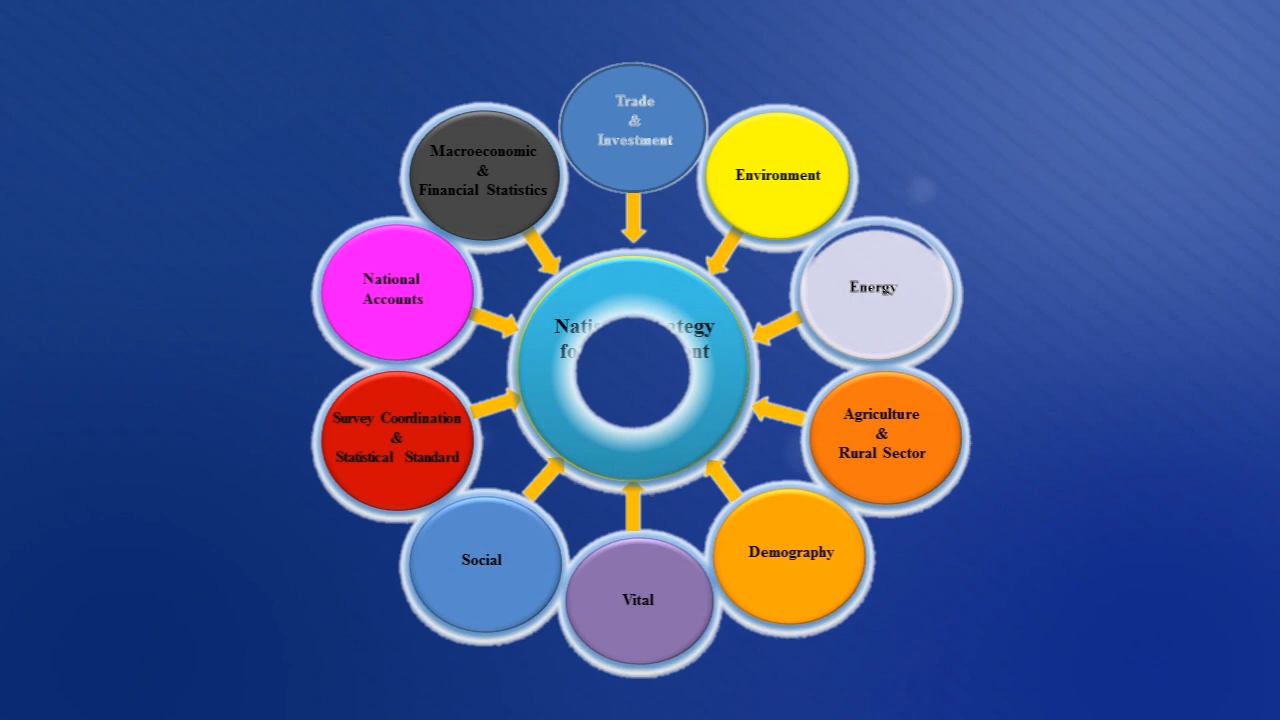 Trade
&
Investment
Environment
Energy
Agriculture
&
Rural Sector
Demography
Vital
Social
Survey Coordination
&
Statistical Standard
National
Accounts
Macroeconomic
&
Financial Statistics